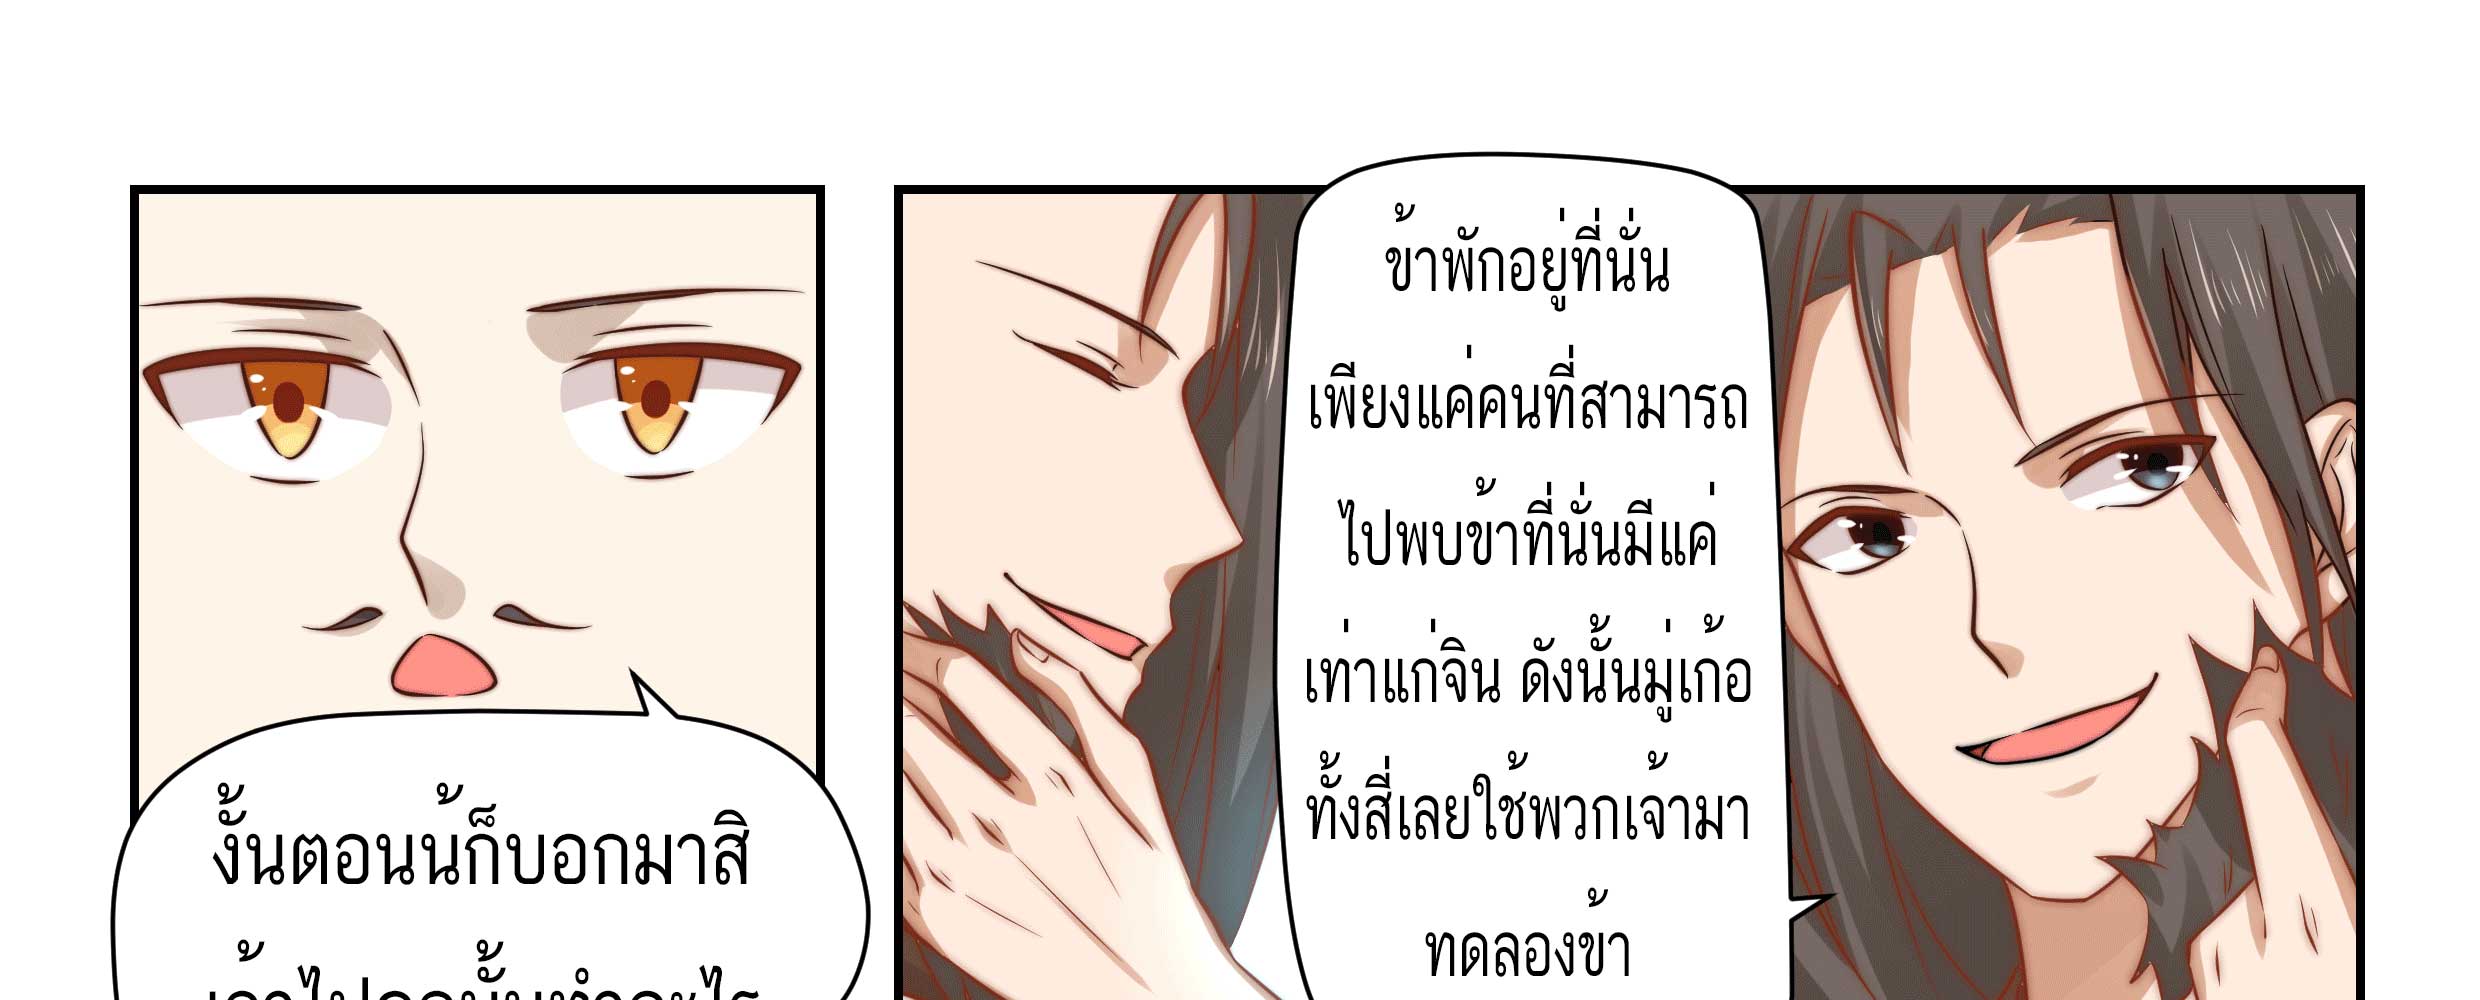 งั้นตอนน้ก็บอกมาสิ
ข้าพักอยู่ที่นั่น
เพียงแค่คนที่สามารถ
ไปพบข้าที่นั่นมีแค่
เท่าแก่จิน ดังนั้นมู่เก้อ
ทั้งสี่เลยใช้พวกเจ้ามา
ทดลองข้า